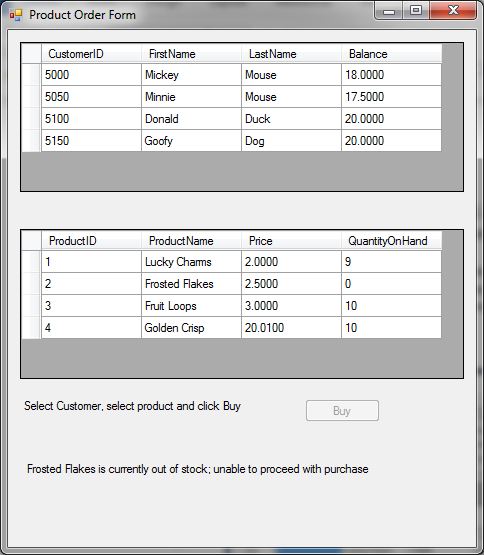 Product Order Form
CustomerID FirstName LastName Balance
5000 Mickey Mouse 18.0000
5050 Minnie Mouse 17.5000
5100 Donald Duck 20.0000
5150 Goofy Dog 20.0000
ProductID ProductName Price QuantityOnHand
1 Lucky Charms 2.0000 9
2 Frosted Flakes 2.5000 0
3 Fruit Loops 3.0000 10
4 Golden Crisp 20.0100 10
Select Customer, select product and click Buy Buy
Frosted Flakes is currently out of stock; unable to proceed with purchase